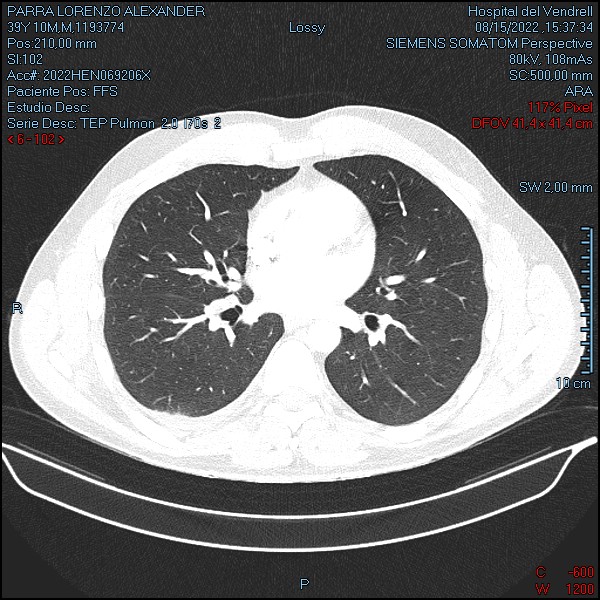 PARRA LORENZO ALEXANDER
39Y 10M,M,1193774
Pos:210.00 mm
SI:102
Acc#: 2022HEN069206X
Paciente Pos: FFS
Estudio Desc:
Serie Desc: TEP Pulmon 2.0 I70s 2
< 6 - 102 >
Lossy
Hospital del Vendrell
08/15/2022 ,15:37:34
SIEMENS SOMATOM Perspective
80kV, 108mAs
SC:500,00 mm
ARA
117% Pixel
DFOV 41,4 x 41,4 cm
SW 2,00 mm
R
10 cm
P
C -600
W 1200